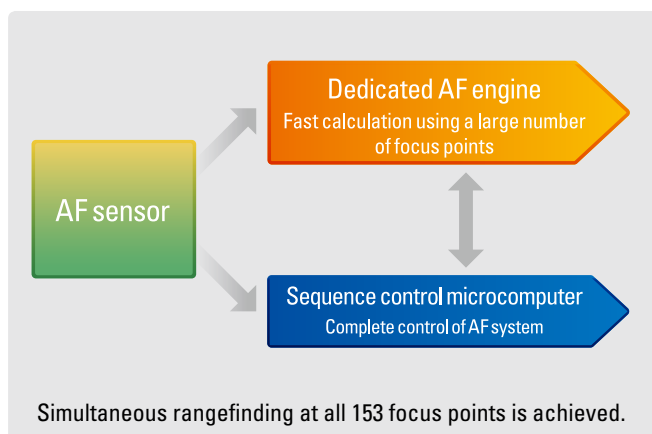 Dedicated AF engine
Fast calculation using a large number
of focus points
AF sensor
Sequence control microcomputer
Complete control of AF system
Simultaneous rangefinding at all 153 focus points is achieved.